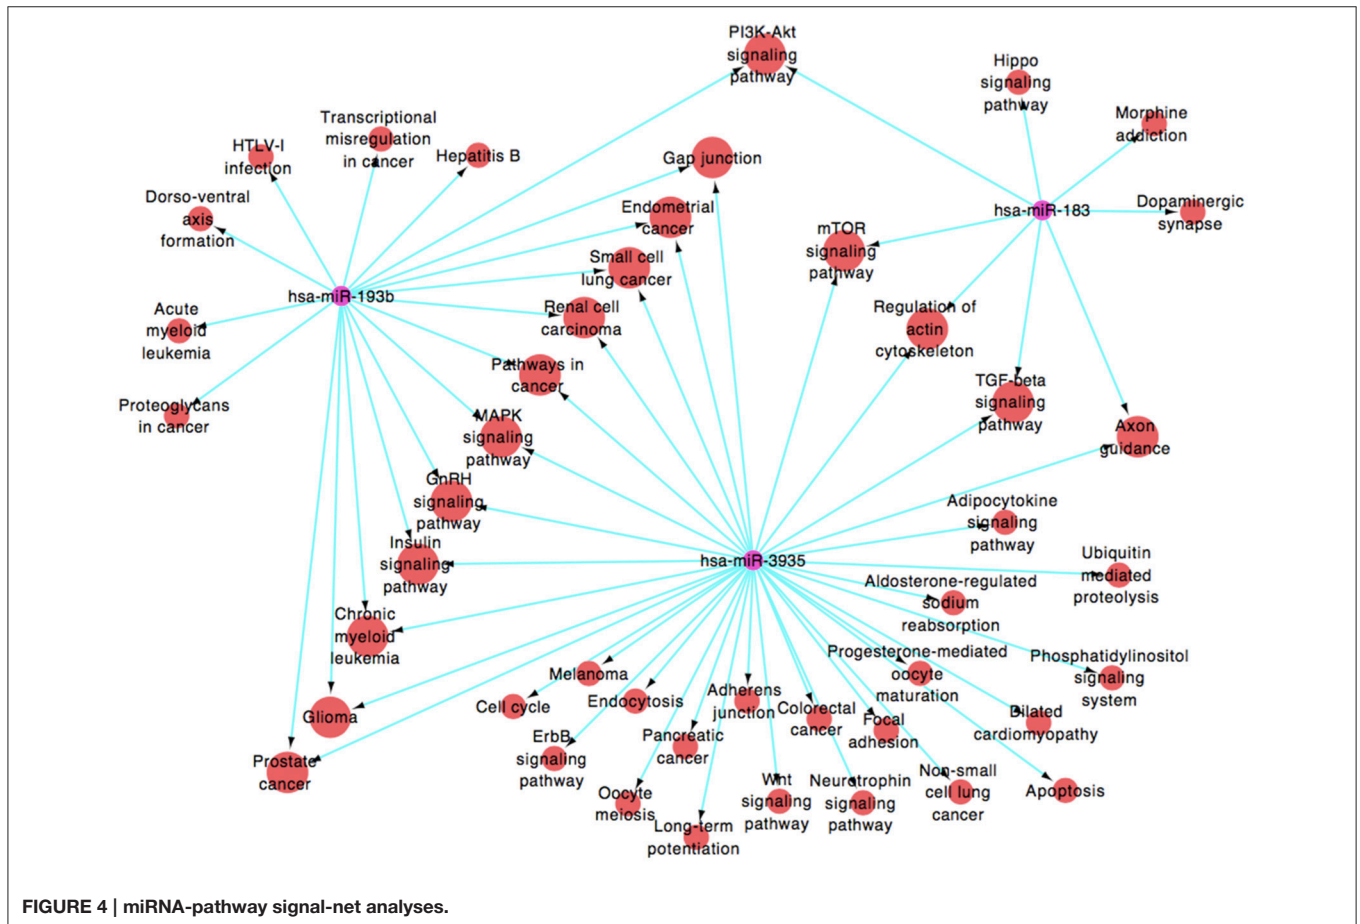 PI3K-Akt
signaling
pathway
Hippo
signaling
pathway
Morphine
addiction
Transcriptional
misregulation
in cancer
HTLV-I
infection
Hepatitis B
Gap junction
Dorso-ventral
axis
formation
Endometrial
cancer
hsa-miR-183
Dopaminergic
synapse
mTOR
signaling
pathway
Small cell
lung cancer
hsa-miR-193b
Renal cell
carcinoma
Regulation of
actin
cytoskeleton
Acute
myeloid
leukemia
Pathways in
cancer
TGF-beta
signaling
pathway
Proteoglycans
in cancer
MAPK
signaling
pathway
Axon
guidance
GnRH
signaling
pathway
Adipocytokine
signaling
pathway
Insulin
signaling
pathway
hsa-miR-3935
Ubiquitin
mediated
proteolysis
Aldosterone-regulated
sodium
reabsorption
Chronic
myeloid
leukemia
Progesterone-mediated
oocyte
maturation
Phosphatidylinositol
signaling
system
Melanoma
Cell cycle
Endocytosis
Adherens
junction
Colorectal
cancer
Focal
adhesion
Dilated
cardiomyopathy
Glioma
ErbB
signaling
pathway
Pancreatic
cancer
Prostate
cancer
Oocyte
meiosis
Long-term
potentiation
Wnt
signaling
pathway
Neurotrophin
signaling
pathway
Non-small
cell lung
cancer
Apoptosis
FIGURE 4 | miRNA-pathway signal-net analyses.